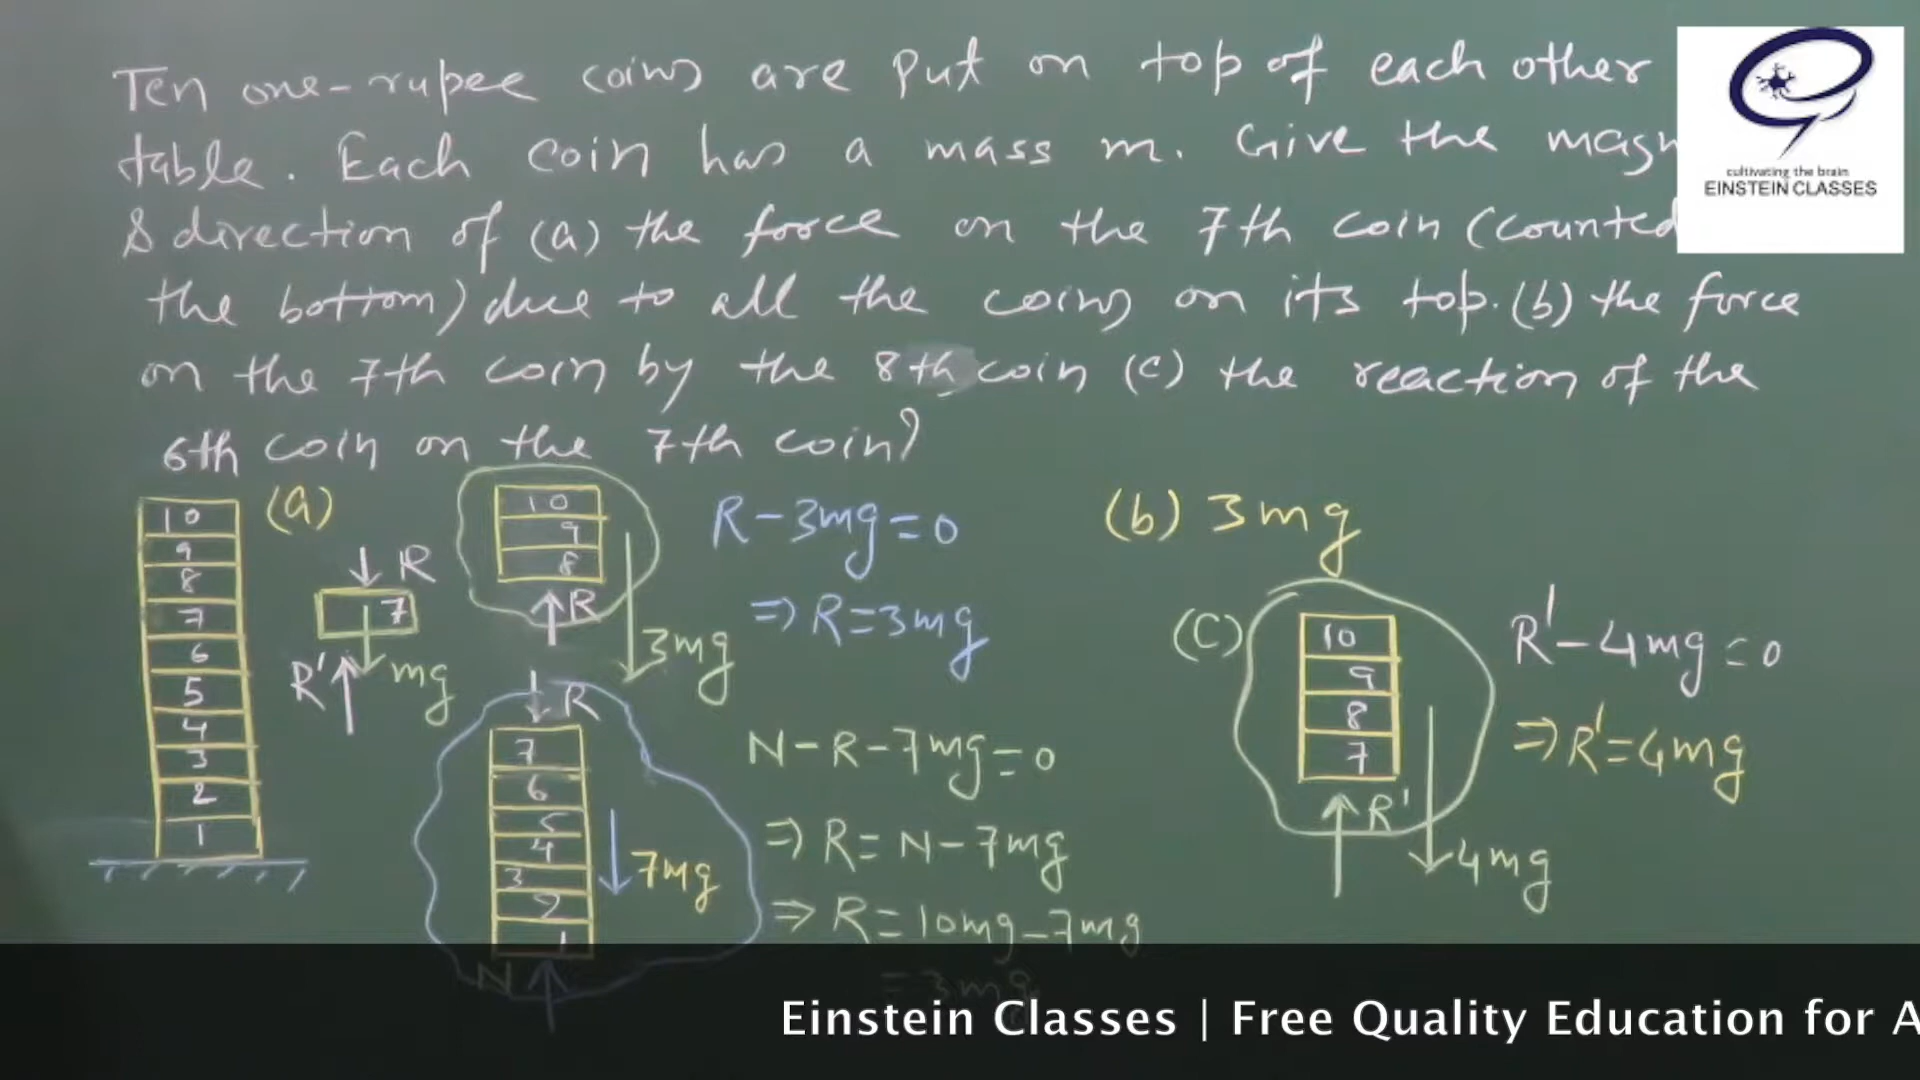 Ten one-rupee coins are put on top of each other
table. Each coin has a mass m. Give the magn
& direction of (a) the force on the 7th coin (counted
the bottom) due to all the coins on its top. (b) the force
on the 7th coin by the 8th coin (c) the reaction of the
6th coin on the 7th coin?
cultivating the brain
EINSTEIN CLASSES
10
9
8
7
6
5
4
3
2
1
(a)
R
7
R' mg
10
9
8
R
3mg
R - 3mg = 0
⇒ R = 3mg
R
7
6
5
4
3
2
1
7mg
N
N - R - 7mg = 0
⇒ R = N - 7mg
⇒ R = 10mg - 7mg
= 3mg
(b) 3mg
(C)
10
9
8
7
R'
4mg
R' - 4mg = 0
⇒ R' = 4mg
Einstein Classes | Free Quality Education for A